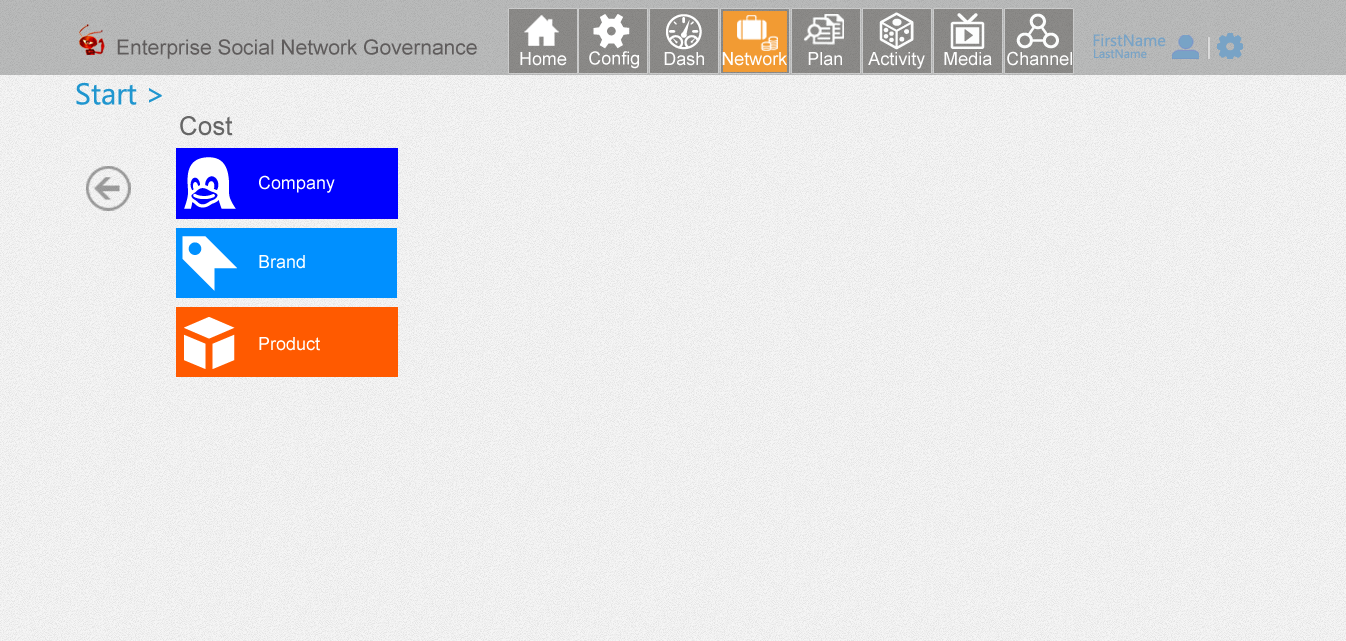 Enterprise Social Network Governance
Home
Config
Dash
Network
Plan
Activity
Media
Channel
FirstName
LastName
Start >
Cost
Company
Brand
Product